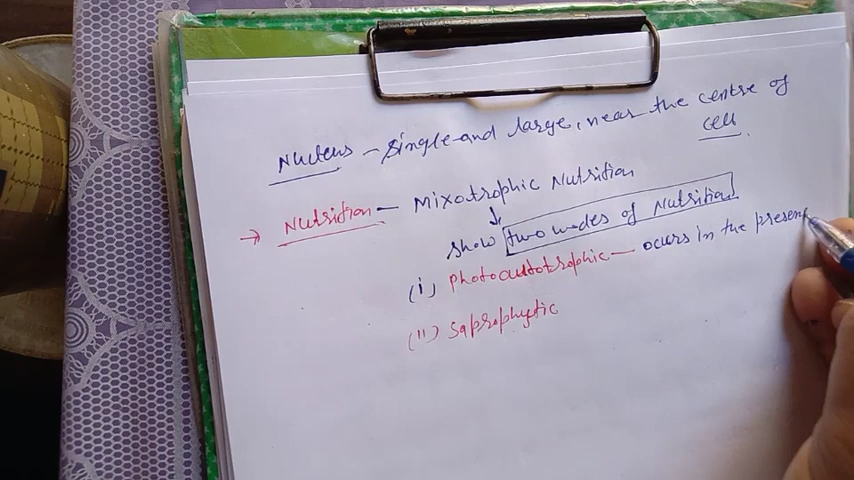 Nucleus - single and large, near the centre of
cell.
→ Nutrition - Mixotrophic Nutrition
↓
show two modes of Nutrition
(i) Photoautotrophic - occurs in the presen
(ii) Saprophytic